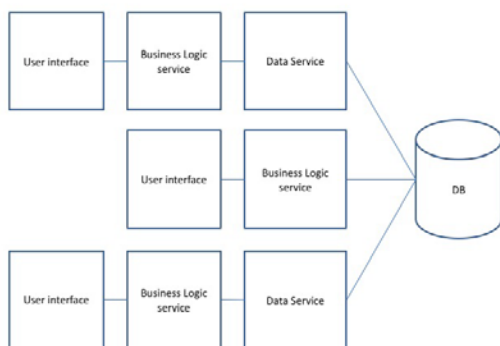 User interface
Business Logic
service
Data Service
User interface
Business Logic
service
DB
User interface
Business Logic
service
Data Service